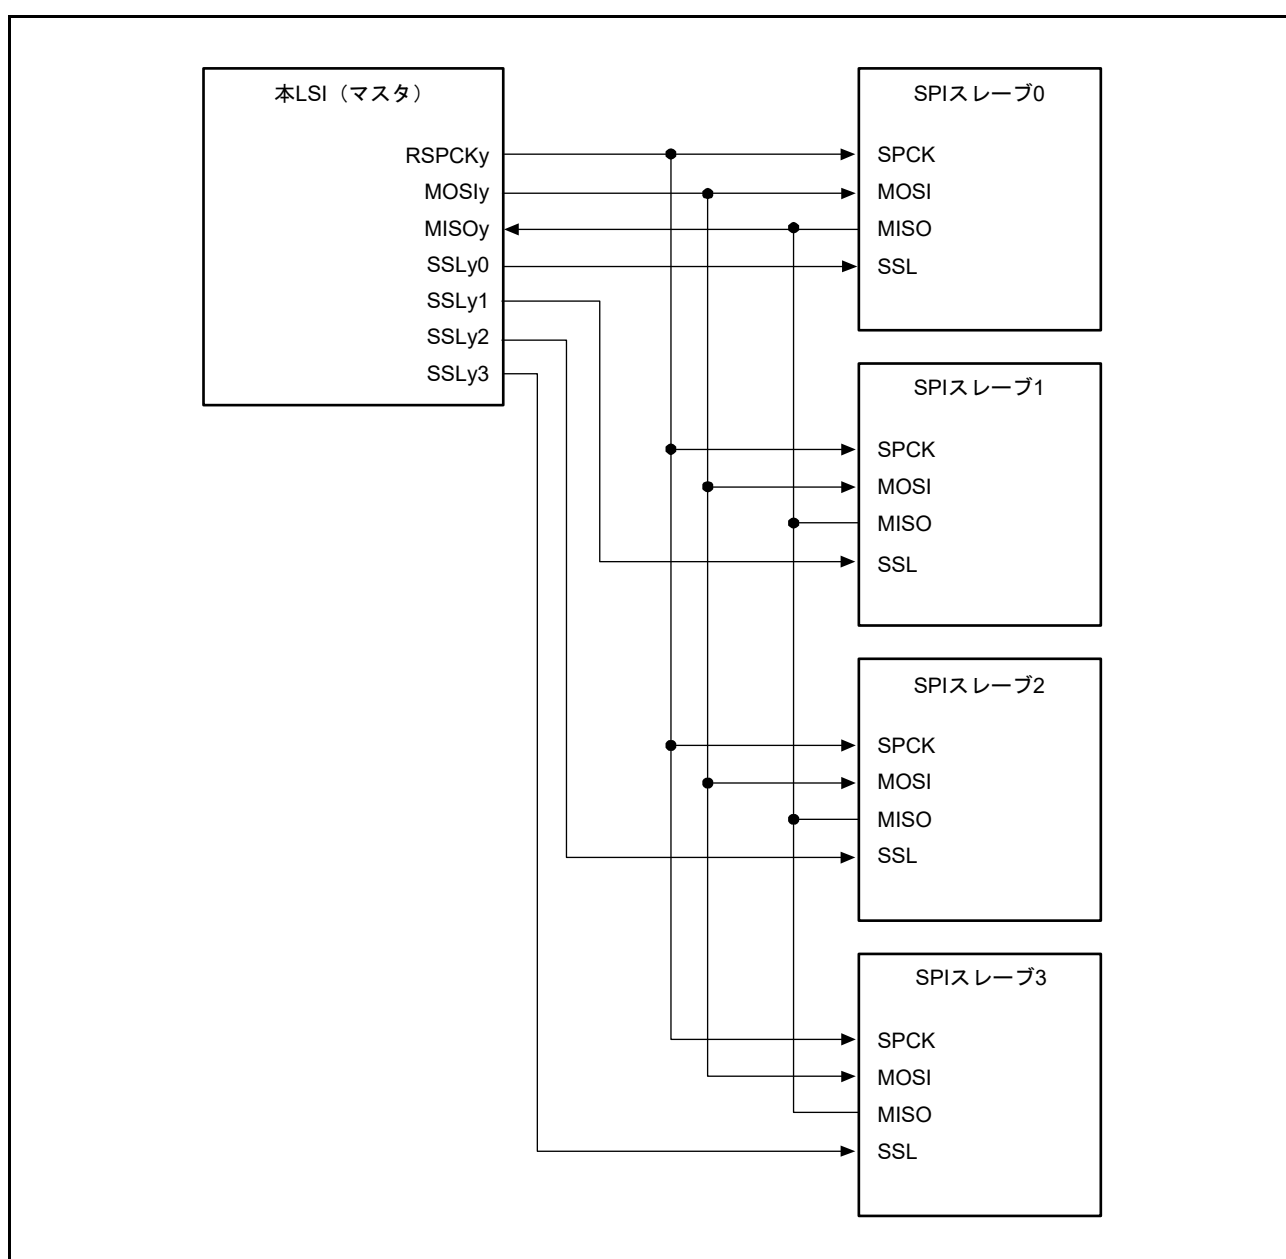 本LSI（マスタ）
RSPCKy
MOSIy
MISOy
SSLy0
SSLy1
SSLy2
SSLy3
SPIスレーブ0
SPCK
MOSI
MISO
SSL
SPIスレーブ1
SPCK
MOSI
MISO
SSL
SPIスレーブ2
SPCK
MOSI
MISO
SSL
SPIスレーブ3
SPCK
MOSI
MISO
SSL